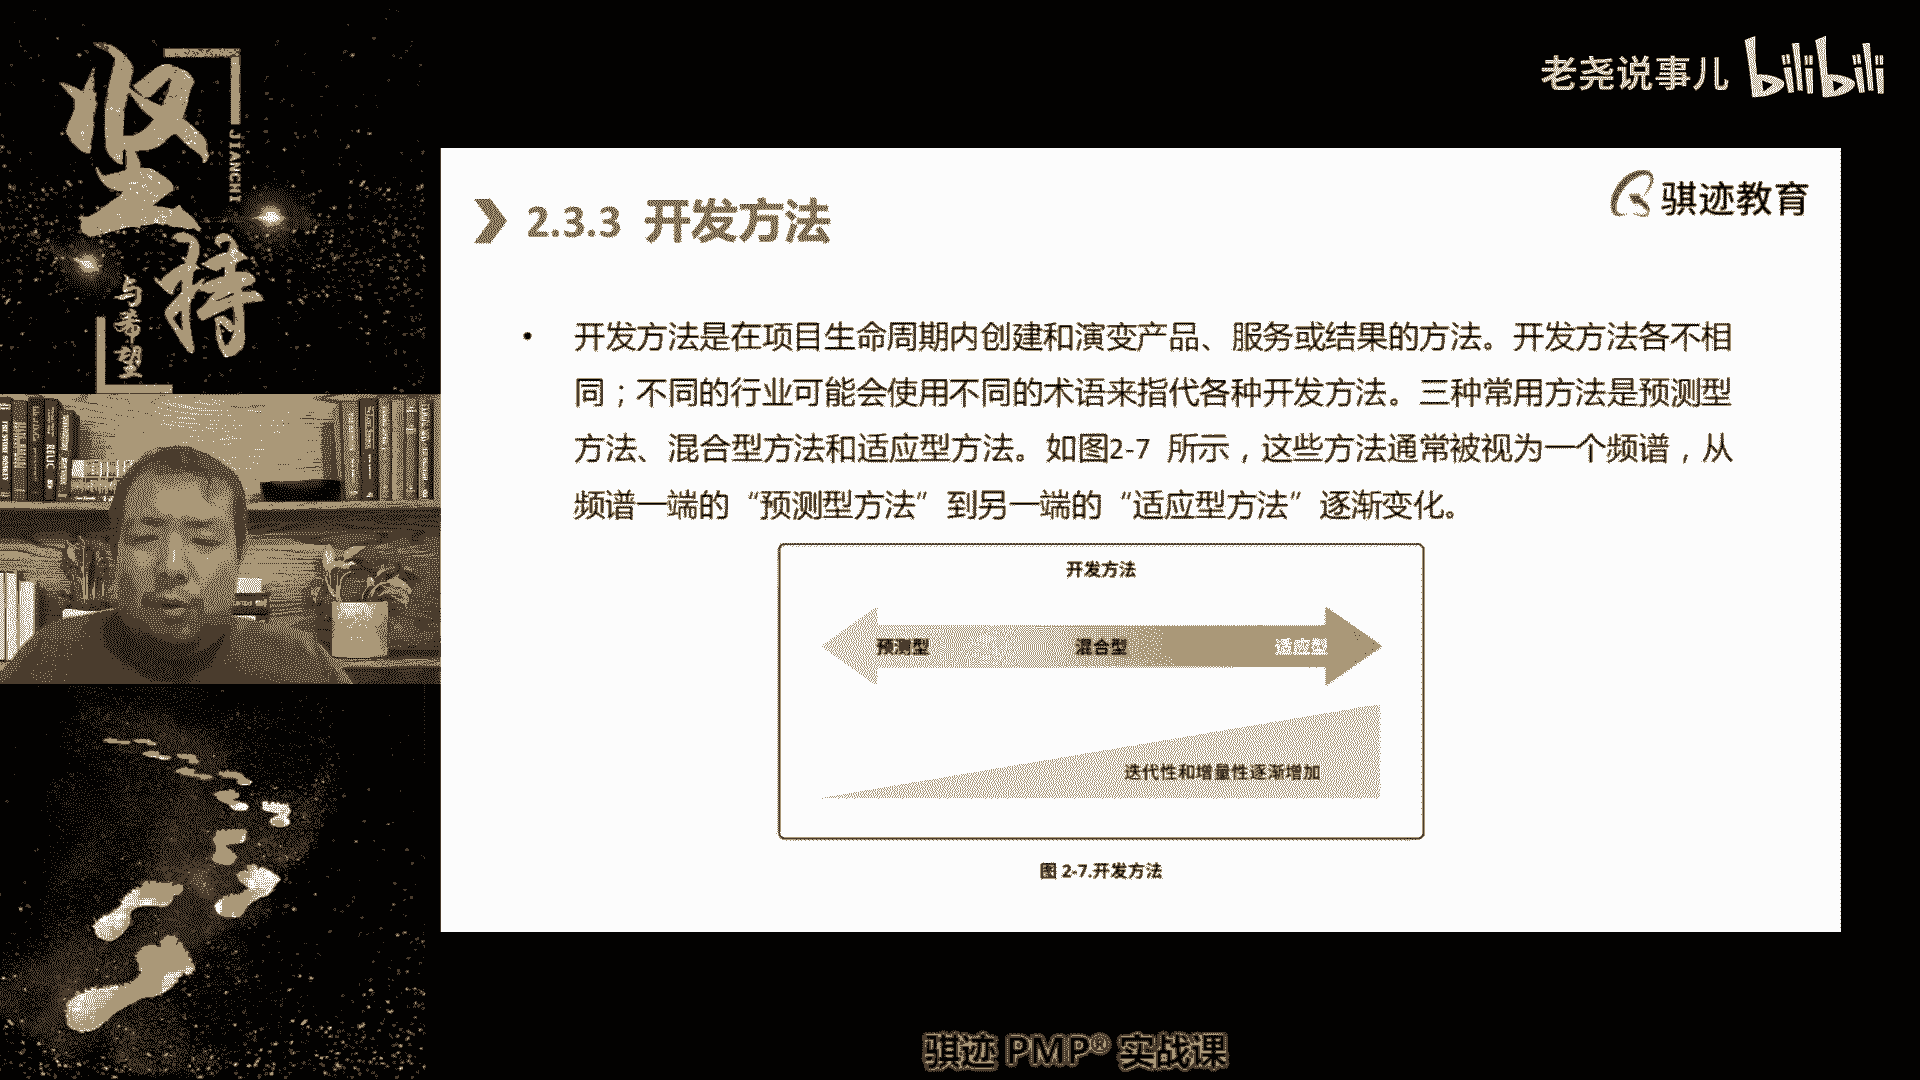 坚持
JIANCHI
与希望
老尧说事儿 bilibili
骐迹教育
2.3.3 开发方法
• 开发方法是在项目生命周期内创建和演变产品、服务或结果的方法。开发方法各不相
同；不同的行业可能会使用不同的术语来指代各种开发方法。三种常用方法是预测型
方法、混合型方法和适应型方法。如图2-7 所示，这些方法通常被视为一个频谱，从
频谱一端的“预测型方法”到另一端的“适应型方法”逐渐变化。
开发方法
预测型 混合型 适应型
迭代性和增量性逐渐增加
图 2-7.开发方法
骐迹 PMP® 实战课